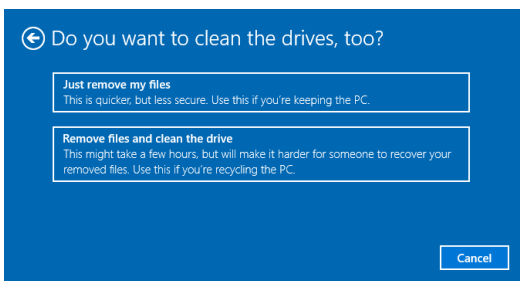 Do you want to clean the drives, too?
Just remove my files
This is quicker, but less secure. Use this if you're keeping the PC.
Remove files and clean the drive
This might take a few hours, but will make it harder for someone to recover your
removed files. Use this if you're recycling the PC.
Cancel